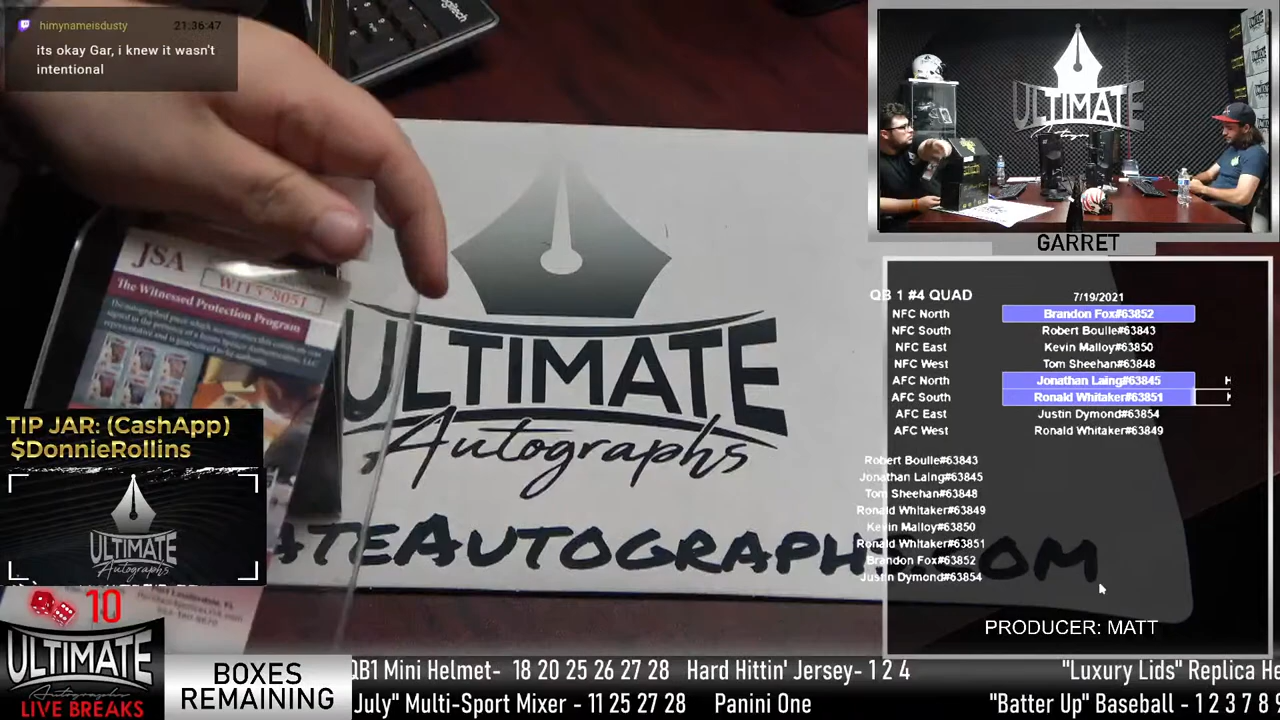 himynameisdusty 21:36:47
its okay Gar, i knew it wasn't
intentional
logitech
JSA
W11578051
The Witnessed Protection Program
ULTIMATE
Autographs
ATEAUTOGRAPHS.COM
TIP JAR: (CashApp)
$DonnieRollins
ULTIMATE
Autographs
10
ULTIMATE
Autographs
LIVE BREAKS
BOXES
REMAINING
ULTIMATE
GARRET
QB 1 #4 QUAD 7/19/2021
NFC North Brandon Fox#63852
NFC South Robert Boulle#63843
NFC East Kevin Malloy#63850
NFC West Tom Sheehan#63848
AFC North Jonathan Laing#63845
AFC South Ronald Whitaker#63851
AFC East Justin Dymond#63854
AFC West Ronald Whitaker#63849
Robert Boulle#63843
Jonathan Laing#63845
Tom Sheehan#63848
Ronald Whitaker#63849
Kevin Malloy#63850
Ronald Whitaker#63851
Brandon Fox#63852
Justin Dymond#63854
PRODUCER: MATT
QB1 Mini Helmet- 18 20 25 26 27 28 Hard Hittin' Jersey- 1 2 4 "Luxury Lids" Replica He
July" Multi-Sport Mixer - 11 25 27 28 Panini One "Batter Up" Baseball - 1 2 3 7 8 9